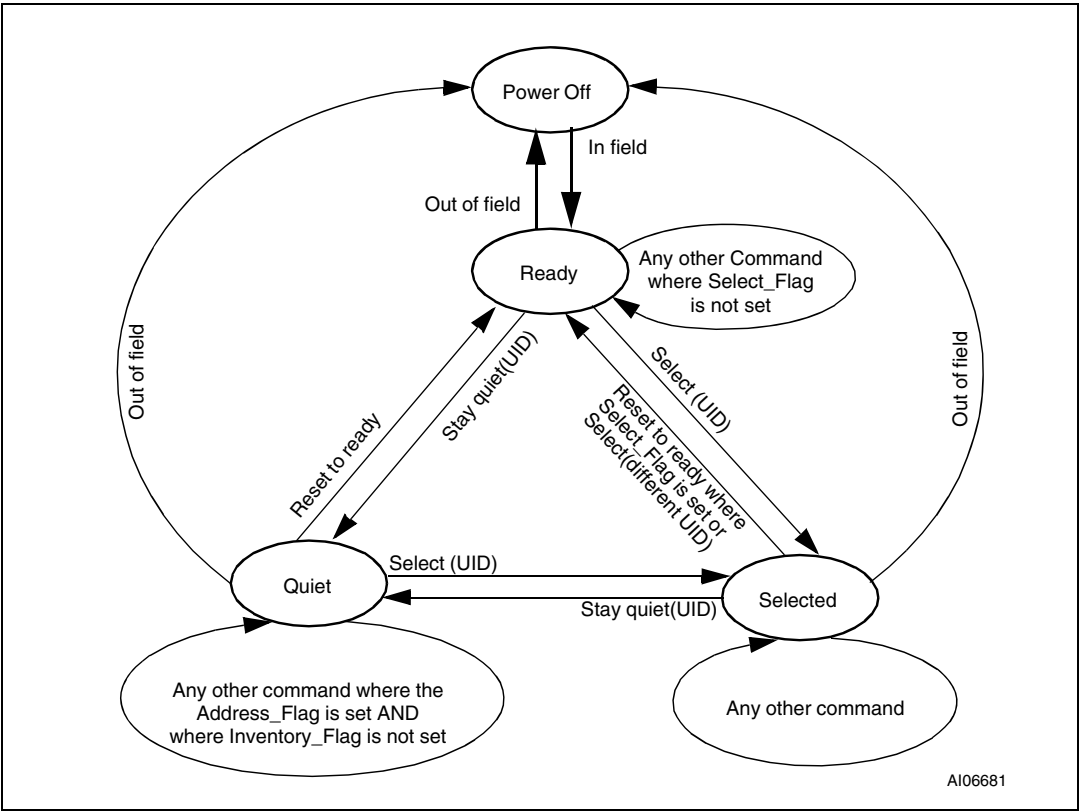 Power Off
In field
Out of field
Ready
Any other Command
where Select_Flag
is not set
Out of field
Out of field
Select (UID)
Stay quiet(UID)
Reset to ready where
Select_Flag is set or
Select(different UID)
Reset to ready
Select (UID)
Quiet
Selected
Stay quiet(UID)
Any other command where the
Address_Flag is set AND
where Inventory_Flag is not set
Any other command
AI06681